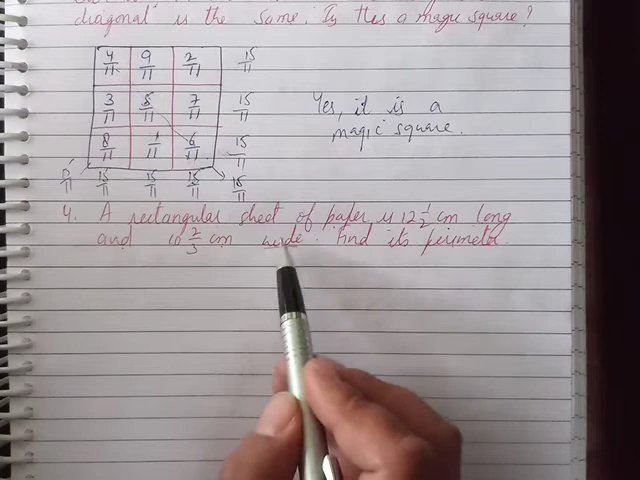 diagonal is the same. Is this a magic square?
4/11 9/11 2/11 15/11
3/11 5/11 7/11 15/11
8/11 1/11 6/11 15/11
15/11 15/11 15/11 15/11 15/11
Yes, it is a
magic square.
4. A rectangular sheet of paper is 12 1/2 cm long
and 10 2/3 cm wide. Find its perimeter.